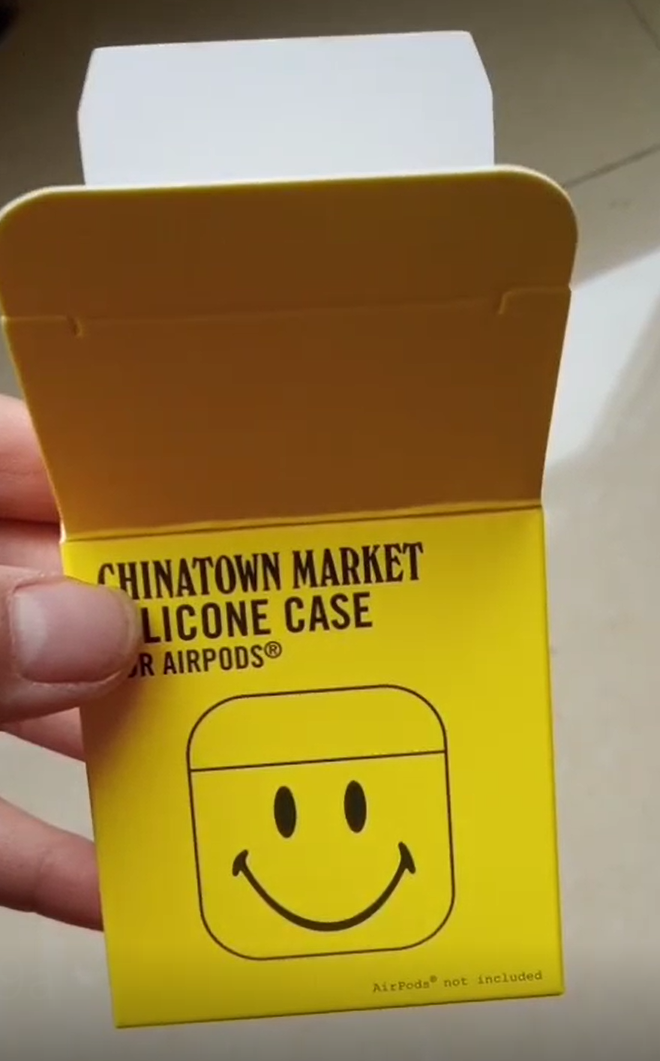 CHINATOWN MARKET
LICONE CASE
R AIRPODS®
AirPods® not included